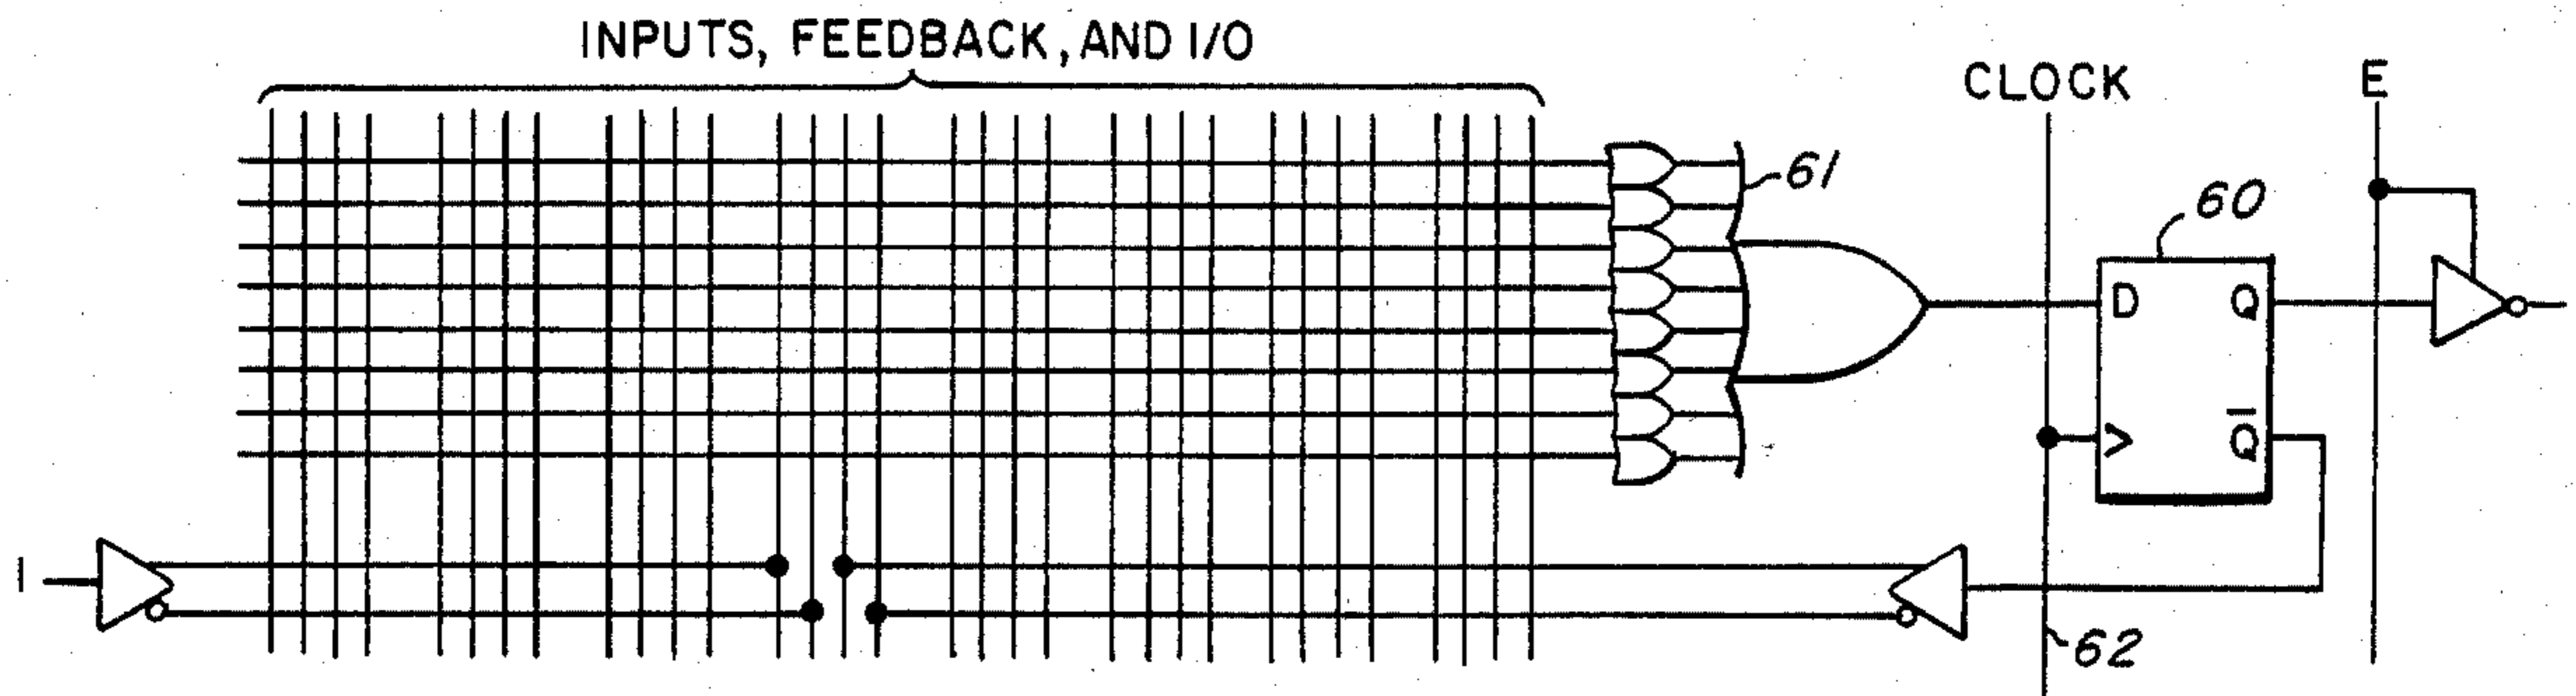 INPUTS, FEEDBACK, AND I/O
CLOCK
E
61
60
D
Q
>
Q̅
I
62